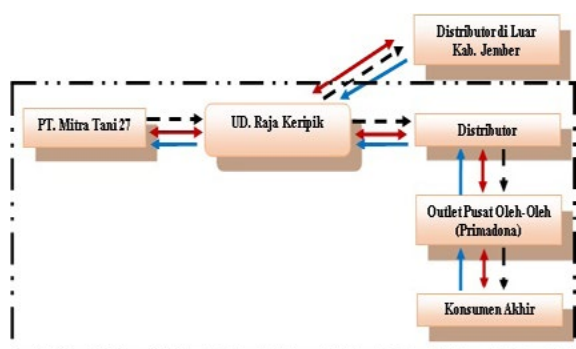 Distributor di Luar
Kab. Jember
PT. Mitra Tani 27
UD. Raja Keripik
Distributor
Outlet Pusat Oleh-Oleh
(Primadona)
Konsumen Akhir